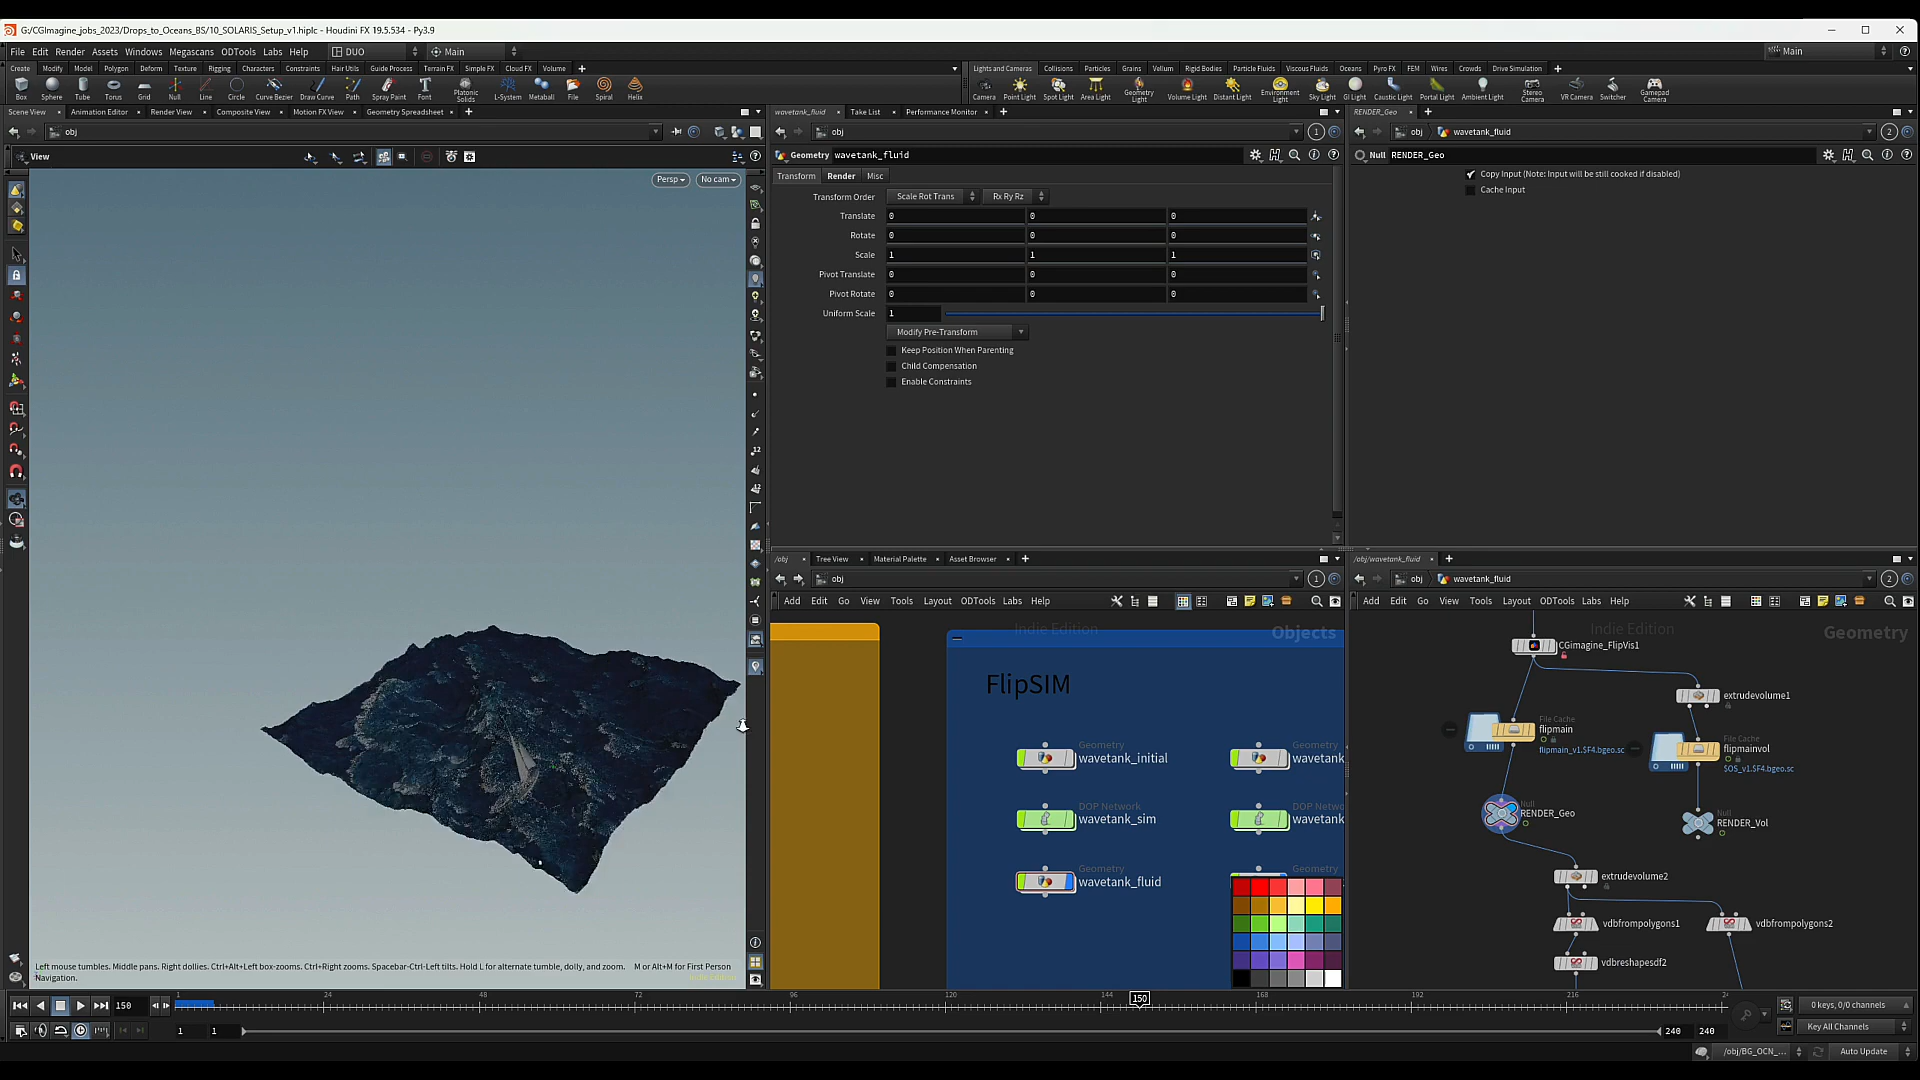 G:/CGImagine_jobs_2023/Drops_to_Oceans_BS/10_SOLARIS_Setup_v1.hiplc - Houdini FX 19.5.534 - Py3.9
File Edit Render Assets Windows Megascans ODTools Labs Help DUO Main Main
Create Modify Model Polygon Deform Texture Rigging Characters Constraints Hair Utils Guide Process Terrain FX Simple FX Cloud FX Volume
Lights and Cameras Collisions Particles Grains Vellum Rigid Bodies Particle Fluids Viscous Fluids Oceans Pyro FX FEM Wires Crowds Drive Simulation
Box Sphere Tube Torus Grid Null Line Circle Curve Bezier Draw Curve Path Spray Paint Font Platonic Solids L-System Metaball File Spiral Helix
Camera Point Light Spot Light Area Light Geometry Light Volume Light Distant Light Environment Light Sky Light GI Light Caustic Light Portal Light Ambient Light Stereo Camera VR Camera Switcher Gamepad Camera
Scene View Animation Editor Render View Composite View Motion FX View Geometry Spreadsheet
obj
View
Persp No cam
Left mouse tumbles. Middle pans. Right dollies. Ctrl+Alt+Left box-zooms. Ctrl+Right zooms. Spacebar-Ctrl-Left tilts. Hold L for alternate tumble, dolly, and zoom. M or Alt+M for First Person
Navigation.
wavetank_fluid Take List Performance Monitor
obj 1
Geometry wavetank_fluid
Transform Render Misc
Transform Order Scale Rot Trans Rx Ry Rz
Translate 0 0 0
Rotate 0 0 0
Scale 1 1 1
Pivot Translate 0 0 0
Pivot Rotate 0 0 0
Uniform Scale 1
Modify Pre-Transform
Keep Position When Parenting
Child Compensation
Enable Constraints
RENDER_Geo
obj wavetank_fluid 2
Null RENDER_Geo
Copy Input (Note: Input will be still cooked if disabled)
Cache Input
/obj Tree View Material Palette Asset Browser
obj 1
Add Edit Go View Tools Layout ODTools Labs Help
Indie Edition Objects
FlipSIM
Geometry
wavetank_initial
DOP Network
wavetank_sim
Geometry
wavetank_fluid
Geometry
wavetank
DOP Netwo
wavetank
Geometry
/obj/wavetank_fluid
obj wavetank_fluid 2
Add Edit Go View Tools Layout ODTools Labs Help
Indie Edition Geometry
CGimagine_FlipVis1
extrudevolume1
File Cache
flipmain
flipmain_v1.$F4.bgeo.sc
File Cache
flipmainvol
$OS_v1.$F4.bgeo.sc
Null
RENDER_Geo
Null
RENDER_Vol
extrudevolume2
vdbfrompolygons1
vdbfrompolygons2
vdbreshapesdf2
150 1 24 48 72 96 120 144 150 168 192 216
0 keys, 0/0 channels
1 1 240 240
Key All Channels
/obj/BG_OCN_... Auto Update